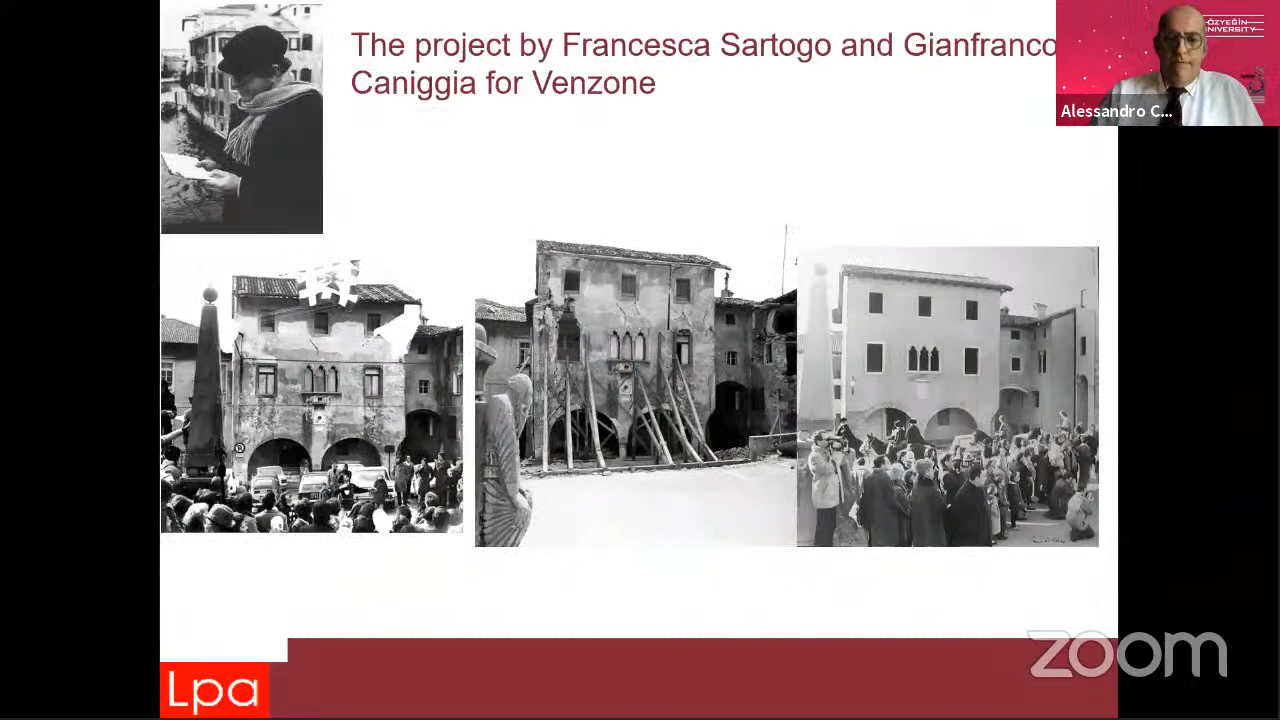 The project by Francesca Sartogo and Gianfranco
Caniggia for Venzone
ÖZYEĞİN
UNIVERSITY
Alessandro C...
zoom
Lpa